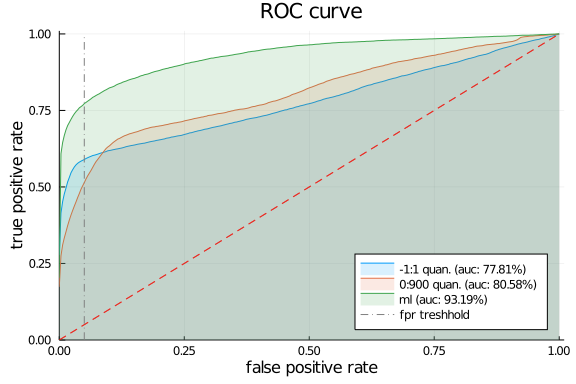 ROC curve
true positive rate
1.00
0.75
0.50
0.25
0.00
-1:1 quan. (auc: 77.81%)
0:900 quan. (auc: 80.58%)
ml (auc: 93.19%)
fpr treshhold
0.00 0.25 0.50 0.75 1.00
false positive rate